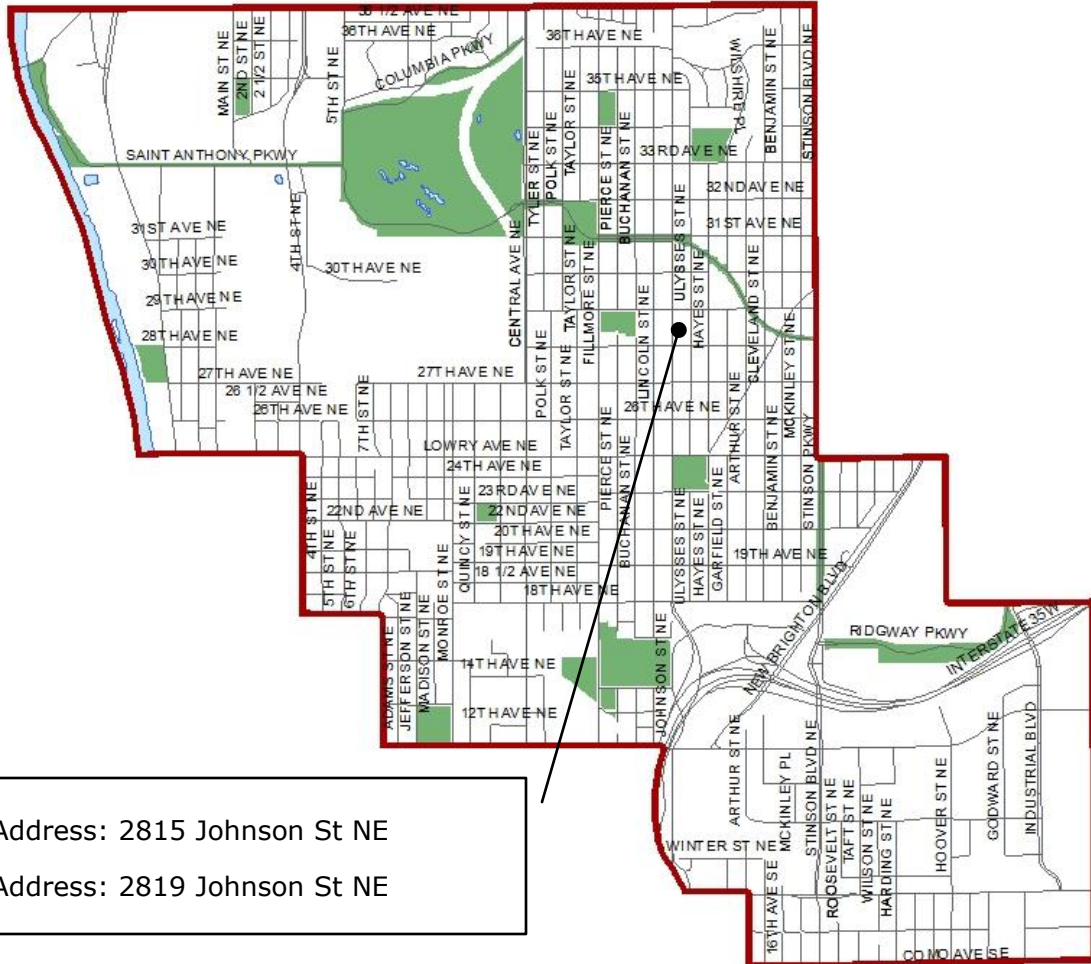 36 1/2 AVE NE
36TH AVE NE
COLUMBIA PKWY
36TH AVE NE
MAIN ST NE
2ND ST NE
2 1/2 ST NE
5TH ST NE
35TH AVE NE
WILSHIRE PL
BENJAMIN ST NE
STINSON BLVD NE
TAYLOR ST NE
POLK ST NE
TYLER ST NE
PIERCE ST NE
BUCHANAN ST NE
33RD AVE NE
SAINT ANTHONY PKWY
32ND AVE NE
31ST AVE NE
ULYSSES ST NE
31ST AVE NE
30TH AVE NE
4TH ST NE
30TH AVE NE
29TH AVE NE
28TH AVE NE
CENTRAL AVE NE
TAYLOR ST NE
FILLMORE ST NE
LINCOLN ST NE
HAYES ST NE
CLEVELAND ST NE
MCKINLEY ST NE
27TH AVE NE
27TH AVE NE
26 1/2 AVE NE
26TH AVE NE
7TH ST NE
POLK ST NE
TAYLOR ST NE
26TH AVE NE
ARTHUR ST NE
LOWRY AVE NE
24TH AVE NE
PIERCE ST NE
BUCHANAN ST NE
BENJAMIN ST NE
STINSON PKWY
23RD AVE NE
22ND AVE NE
22ND AVE NE
20TH AVE NE
19TH AVE NE
18 1/2 AVE NE
18TH AVE NE
4TH ST NE
5TH ST NE
6TH ST NE
QUINCY ST NE
MONROE ST NE
ULYSSES ST NE
HAYES ST NE
GARFIELD ST NE
19TH AVE NE
NEW BRIGHTON BLVD
RIDGWAY PKWY
INTERSTATE 35W
ADAMS ST NE
JEFFERSON ST NE
MADISON ST NE
14TH AVE NE
12TH AVE NE
JOHNSON ST NE
ARTHUR ST NE
MCKINLEY PL
STINSON BLVD NE
ROOSEVELT ST NE
TAFT ST NE
WILSON ST NE
HARDING ST NE
HOOVER ST NE
GODWARD ST NE
INDUSTRIAL BLVD
WINTER ST NE
16TH AVE SE
COMO AVE SE
Address: 2815 Johnson St NE
Address: 2819 Johnson St NE